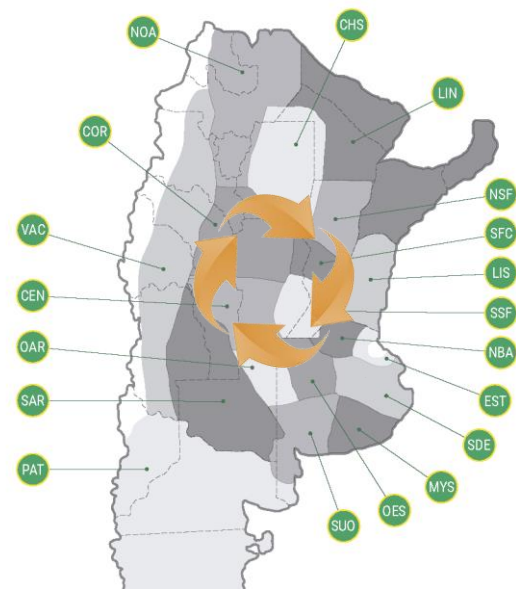 NOA
CHS
LIN
COR
NSF
VAC
SFC
LIS
CEN
SSF
OAR
NBA
EST
SAR
SDE
PAT
MYS
OES
SUO